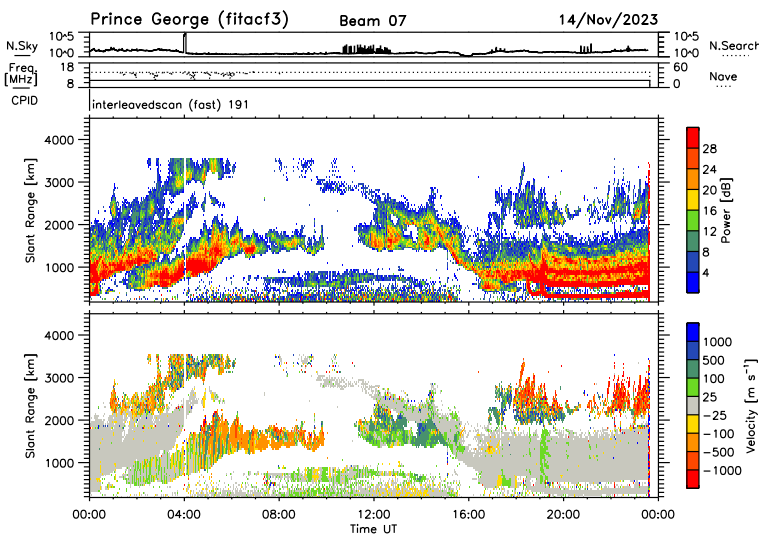 Prince George (fitacf3) Beam 07 14/Nov/2023
N.Sky 10^5 10^0 10^5 10^0 N.Search
Freq [MHz] 18 8 60 0 Nave
CPID interleavedscan (fast) 191
Slant Range [km] 4000 3000 2000 1000
Power [dB] 28 24 20 16 12 8 4
Slant Range [km] 4000 3000 2000 1000
Velocity [m s⁻¹] 1000 500 100 25 −25 −100 −500 −1000
00:00 04:00 08:00 12:00 16:00 20:00 00:00
Time UT